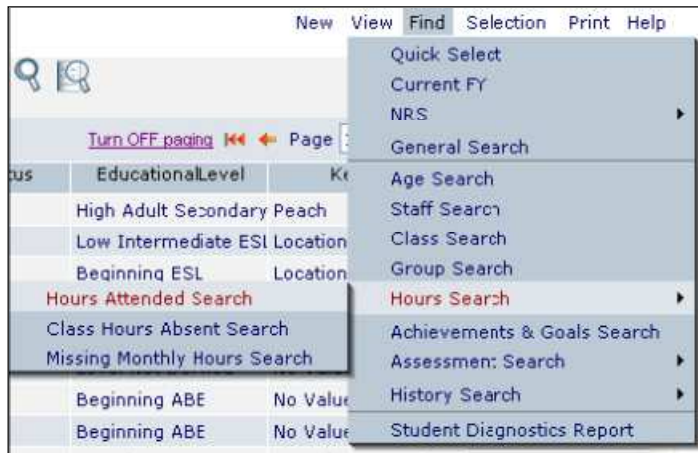 New View Find Selection Print Help
Quick Select
Current FY
NRS
Turn OFF paging Page
General Search
tus EducationalLevel Ke
Age Search
High Adult Secondary Peach
Staff Search
Low Intermediate ESL Location
Class Search
Beginning ESL Location
Group Search
Hours Attended Search
Hours Search
Class Hours Absent Search
Achievements & Goals Search
Missing Monthly Hours Search
Assessment Search
Beginning ABE No Value
History Search
Beginning ABE No Value
Student Diagnostics Report